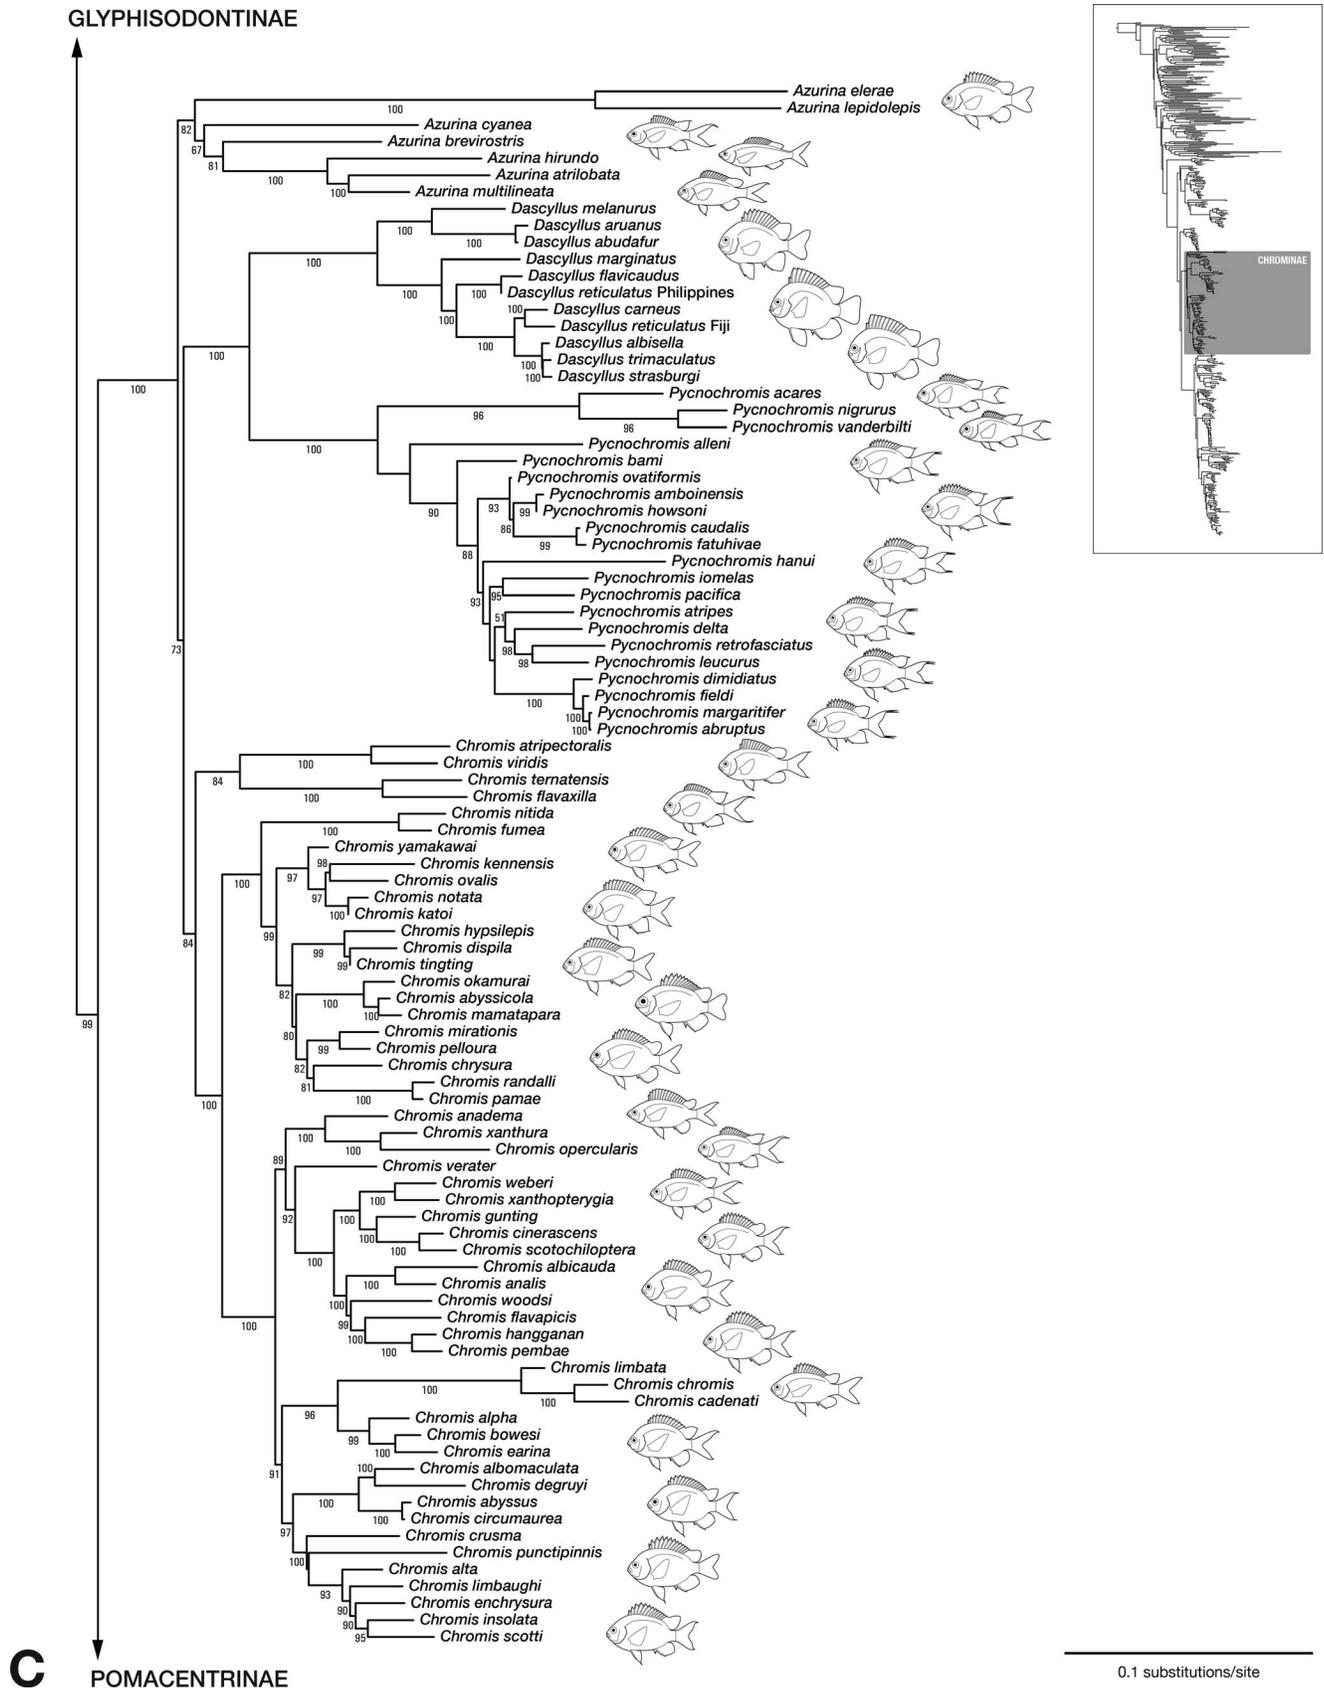 GLYPHISODONTINAE
CHROMINAE
Azurina elerae
100
Azurina lepidolepis
82
Azurina cyanea
67
Azurina brevirostris
81
Azurina hirundo
100
Azurina atrilobata
100
Azurina multilineata
Dascyllus melanurus
100
Dascyllus aruanus
100
Dascyllus abudafur
100
Dascyllus marginatus
Dascyllus flavicaudus
100
100
Dascyllus reticulatus Philippines
100
Dascyllus carneus
100
Dascyllus reticulatus Fiji
100
Dascyllus albisella
100
Dascyllus trimaculatus
100
Dascyllus strasburgi
100
100
Pycnochromis acares
96
Pycnochromis nigrurus
96
Pycnochromis vanderbilti
100
Pycnochromis alleni
Pycnochromis bami
Pycnochromis ovatiformis
Pycnochromis amboinensis
90
93
99
Pycnochromis howsoni
86
Pycnochromis caudalis
99
Pycnochromis fatuhivae
88
Pycnochromis hanui
Pycnochromis iomelas
95
Pycnochromis pacifica
93
51
Pycnochromis atripes
Pycnochromis delta
Pycnochromis retrofasciatus
98
98
Pycnochromis leucurus
73
Pycnochromis dimidiatus
Pycnochromis fieldi
100
Pycnochromis margaritifer
100
Pycnochromis abruptus
100
Chromis atripectoralis
100
Chromis viridis
84
Chromis ternatensis
100
Chromis flavaxilla
Chromis nitida
100
Chromis fumea
Chromis yamakawai
98
Chromis kennensis
97
100
Chromis ovalis
97
Chromis notata
100
Chromis katoi
Chromis hypsilepis
99
84
99
Chromis dispila
99
Chromis tingting
Chromis okamurai
82
100
Chromis abyssicola
100
Chromis mamatapara
99
Chromis mirationis
80
99
Chromis pelloura
82
Chromis chrysura
81
Chromis randalli
100
100
Chromis pamae
Chromis anadema
Chromis xanthura
100
100
Chromis opercularis
89
Chromis verater
Chromis weberi
100
Chromis xanthopterygia
92
100
Chromis gunting
Chromis cinerascens
100
100
Chromis scotochiloptera
100
Chromis albicauda
100
Chromis analis
100
Chromis woodsi
Chromis flavapicis
100
99
Chromis hangganan
100
100
Chromis pembae
Chromis limbata
100
Chromis chromis
100
Chromis cadenati
96
Chromis alpha
Chromis bowesi
99
100
Chromis earina
91
100
Chromis albomaculata
Chromis degruyi
100
Chromis abyssus
100
Chromis circumaurea
97
Chromis crusma
Chromis punctipinnis
100
Chromis alta
Chromis limbaughi
93
Chromis enchrysura
90
Chromis insolata
90
Chromis scotti
95
C
POMACENTRINAE
0.1 substitutions/site